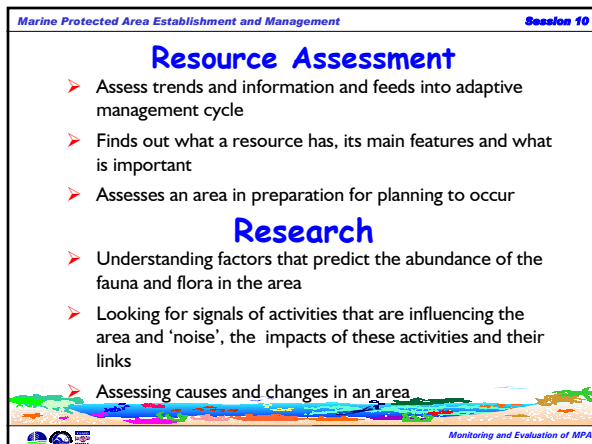 Marine Protected Area Establishment and Management Session 10
Resource Assessment
➢ Assess trends and information and feeds into adaptive
management cycle
➢ Finds out what a resource has, its main features and what
is important
➢ Assesses an area in preparation for planning to occur
Research
➢ Understanding factors that predict the abundance of the
fauna and flora in the area
➢ Looking for signals of activities that are influencing the
area and ‘noise’, the impacts of these activities and their
links
➢ Assessing causes and changes in an area
Monitoring and Evaluation of MPA